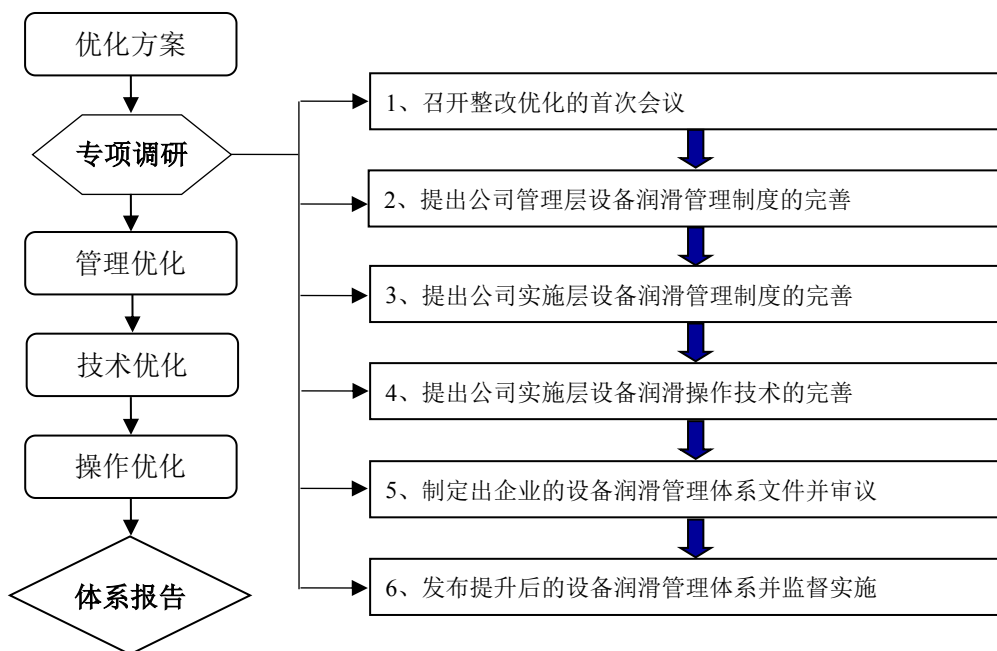 优化方案
专项调研
管理优化
技术优化
操作优化
体系报告
1、召开整改优化的首次会议
2、提出公司管理层设备润滑管理制度的完善
3、提出公司实施层设备润滑管理制度的完善
4、提出公司实施层设备润滑操作技术的完善
5、制定出企业的设备润滑管理体系文件并审议
6、发布提升后的设备润滑管理体系并监督实施